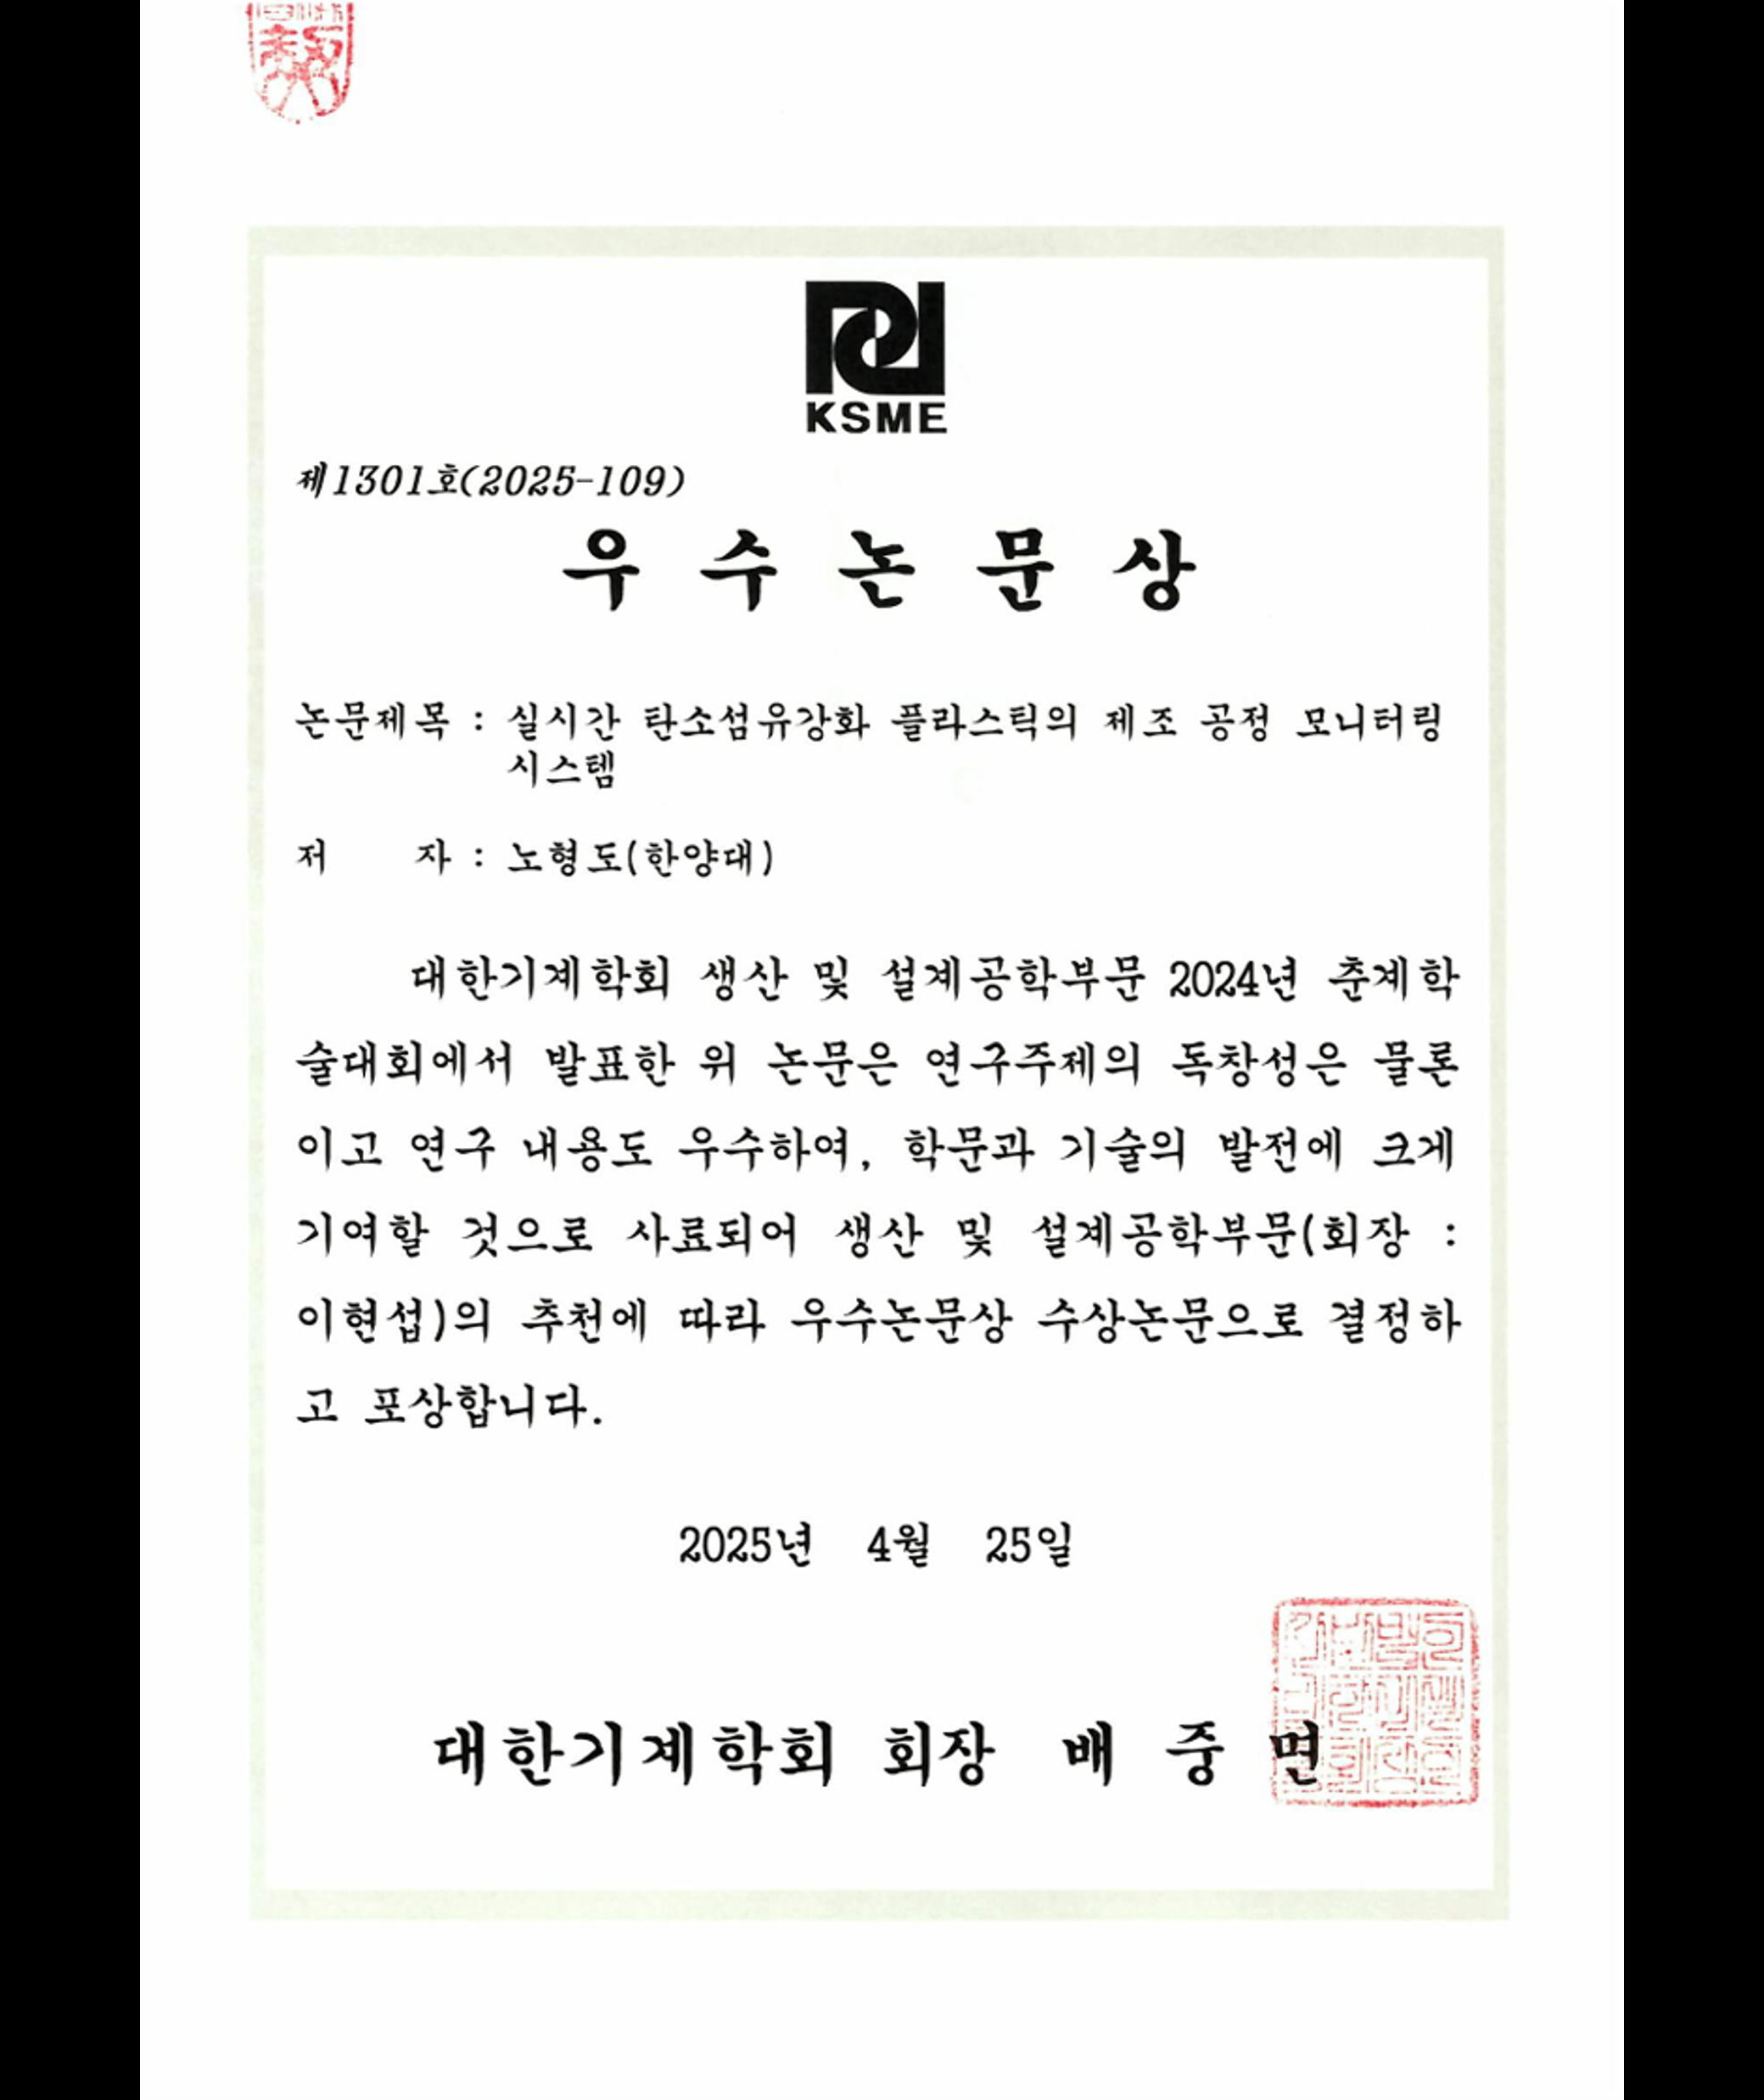 KSME
제1301호(2025-109)
우 수 논 문 상
논문제목 : 실시간 탄소섬유강화 플라스틱의 제조 공정 모니터링
시스템
저 자 : 노형도(한양대)
대한기계학회 생산 및 설계공학부문 2024년 춘계학
술대회에서 발표한 위 논문은 연구주제의 독창성은 물론
이고 연구 내용도 우수하여, 학문과 기술의 발전에 크게
기여할 것으로 사료되어 생산 및 설계공학부문(회장 :
이현섭)의 추천에 따라 우수논문상 수상논문으로 결정하
고 포상합니다.
2025년 4월 25일
대한기계학회 회장 배 중 면